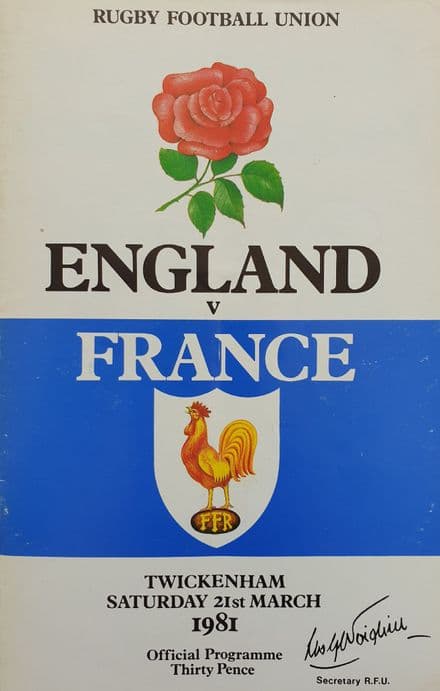 RUGBY FOOTBALL UNION
ENGLAND
v
FRANCE
FFR
TWICKENHAM
SATURDAY 21st MARCH
1981
Official Programme
Thirty Pence
Secretary R.F.U.